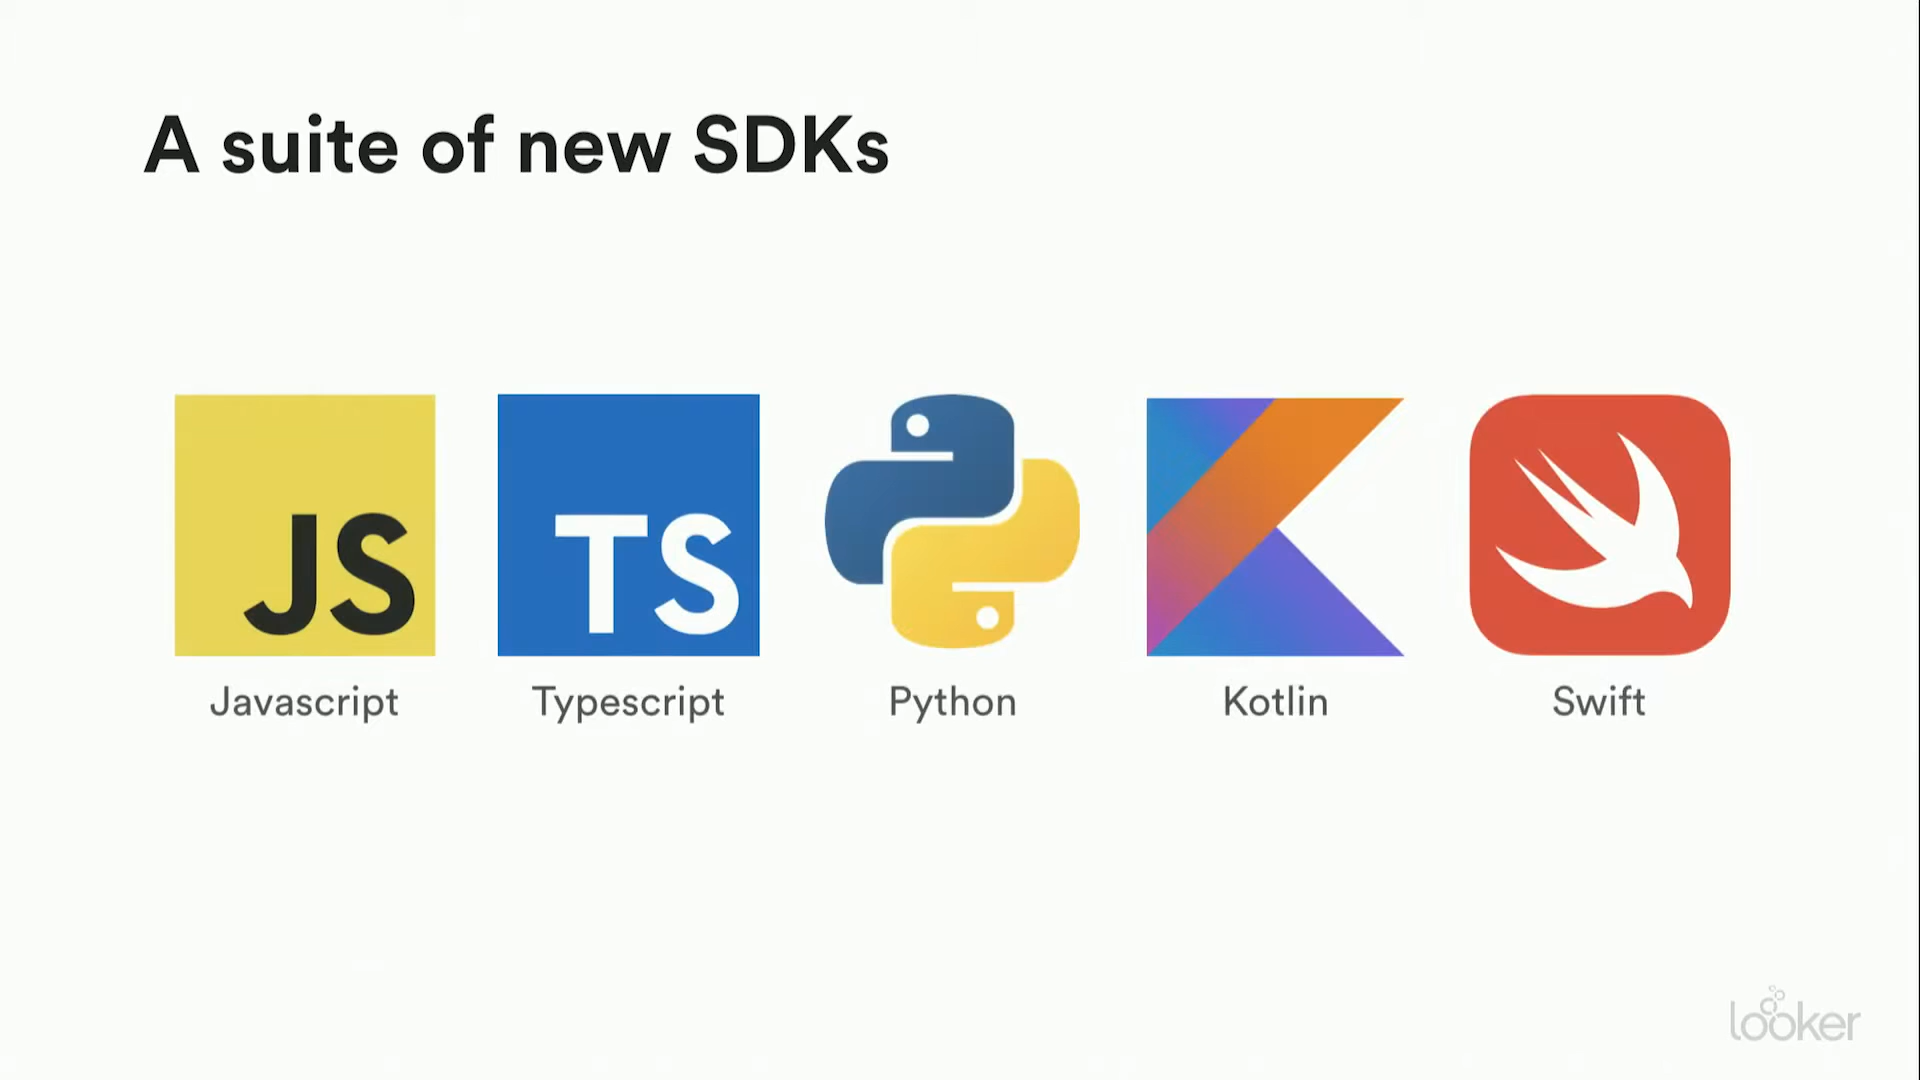 A suite of new SDKs
JS
TS
Javascript
Typescript
Python
Kotlin
Swift
looker